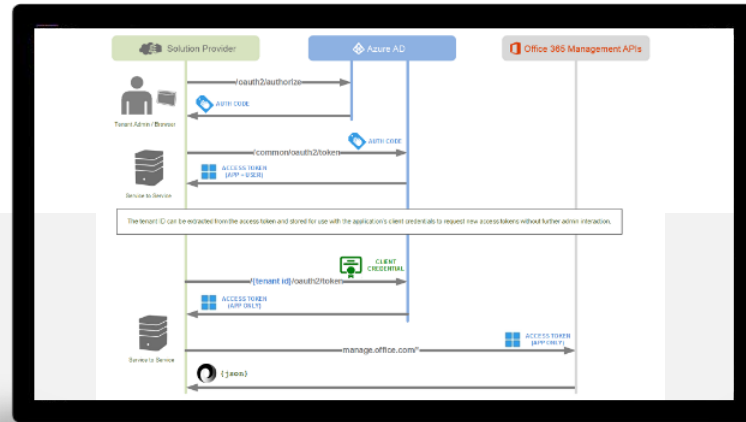 Solution Provider
Azure AD
Office 365 Management APIs
/oauth2/authorize
AUTH CODE
Tenant Admin / Browser
AUTH CODE
/common/oauth2/token
ACCESS TOKEN
(APP + USER)
Service to Service
The tenant ID can be extracted from the access token and stored for use with the application's client credentials to request new access tokens without further admin interaction.
CLIENT
CREDENTIAL
/{tenant id}/oauth2/token
ACCESS TOKEN
(APP ONLY)
ACCESS TOKEN
(APP ONLY)
manage.office.com/*
Service to Service
{json}